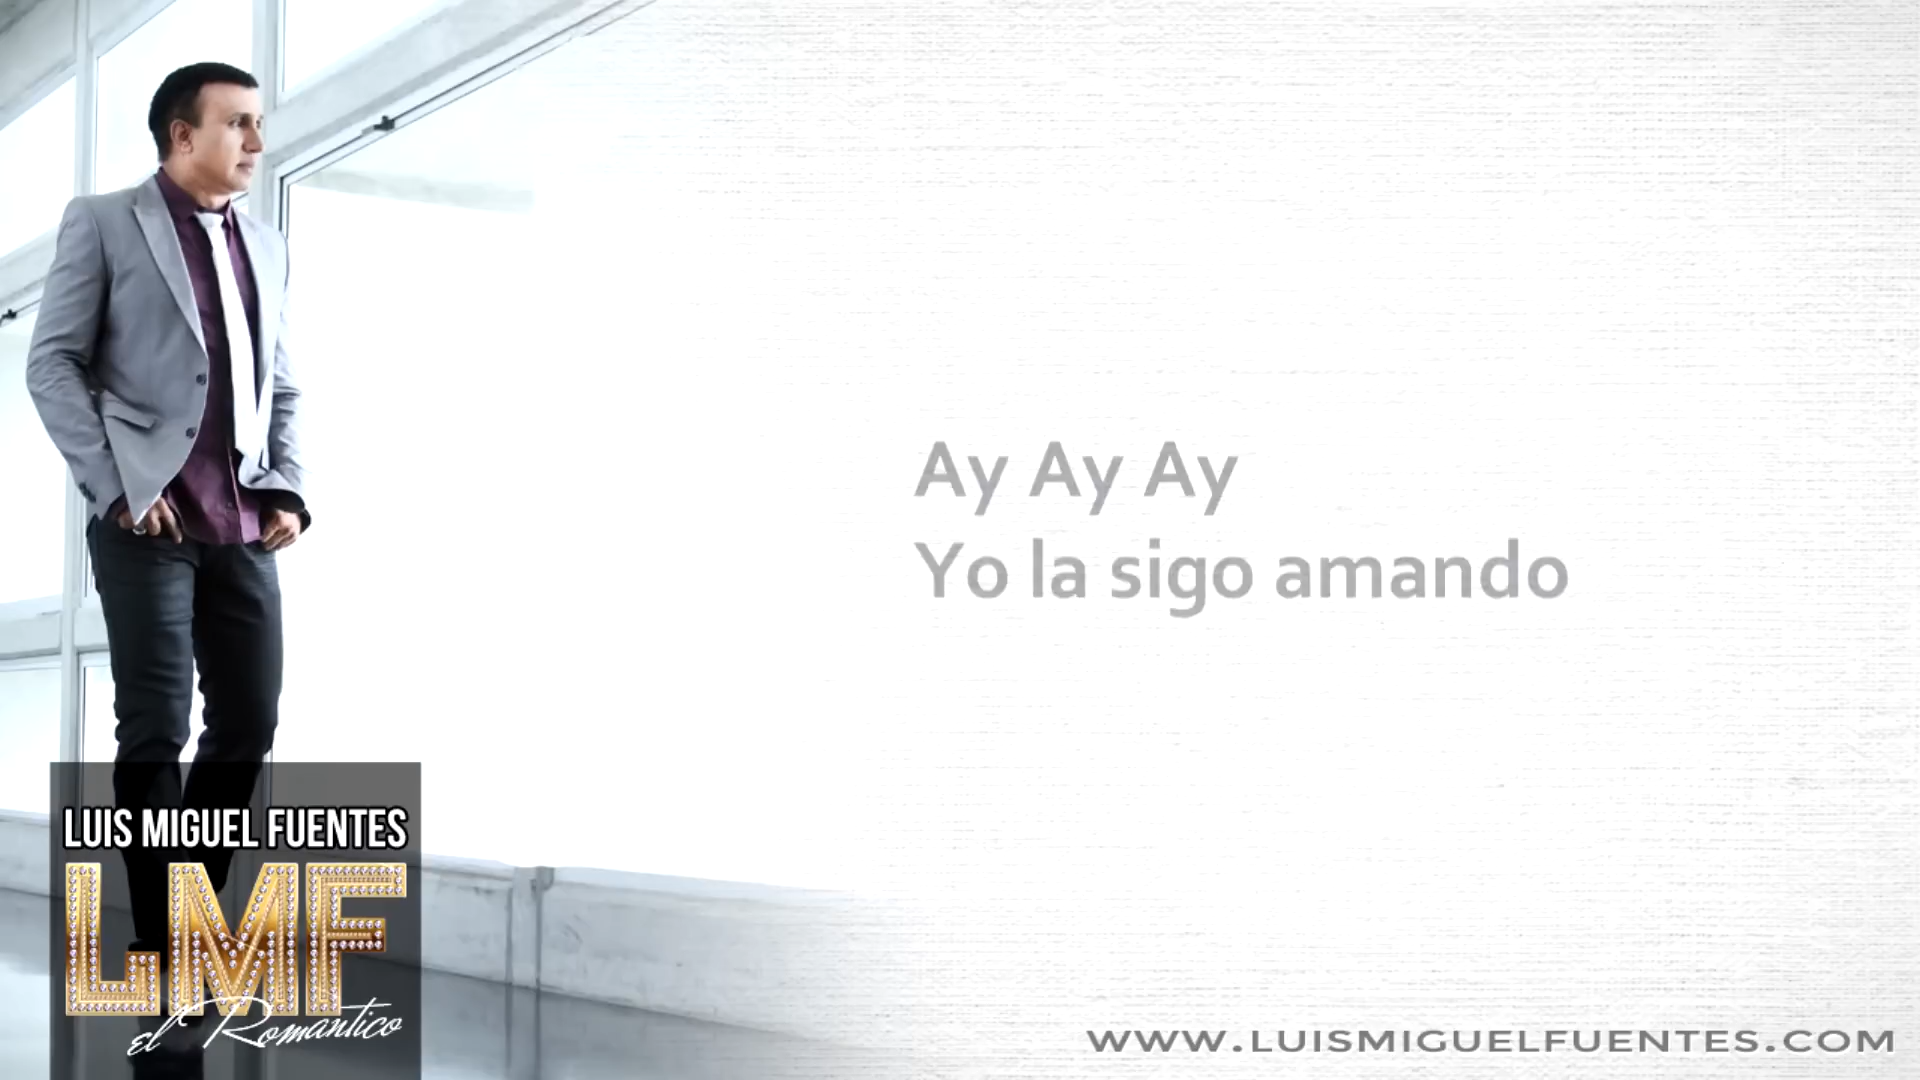 Ay Ay Ay
Yo la sigo amando
LUIS MIGUEL FUENTES
LMF
el Romantico
WWW.LUISMIGUELFUENTES.COM